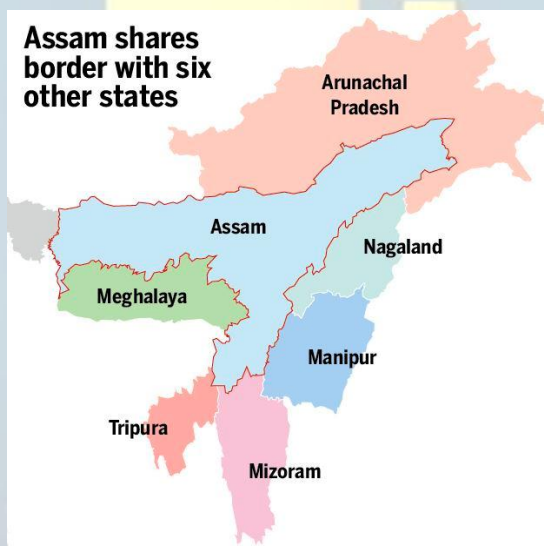 Assam shares
border with six
other states
Arunachal
Pradesh
Assam
Nagaland
Meghalaya
Manipur
Tripura
Mizoram